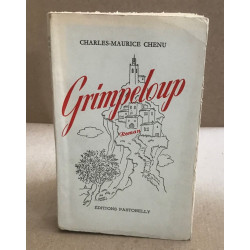 CHARLES-MAURICE CHENU
Grimpeloup
Roman
EDITIONS PASTORELLY